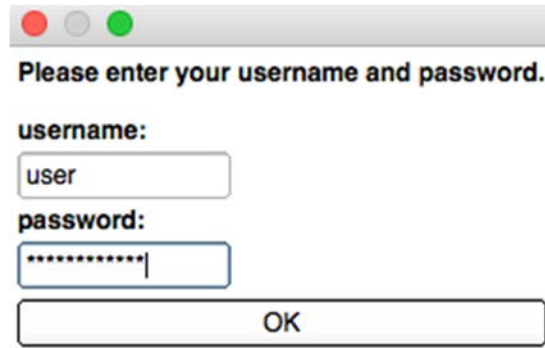 Please enter your username and password.
username:
user
password:
************
OK